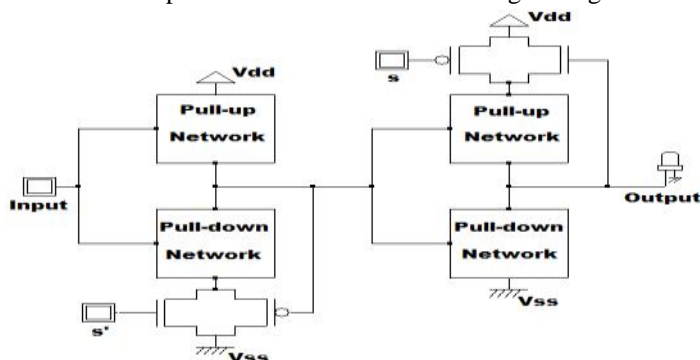 Vdd
s
Vdd
Pull-up
Network
Pull-up
Network
Input
Output
Pull-down
Network
Pull-down
Network
s'
Vss
Vss